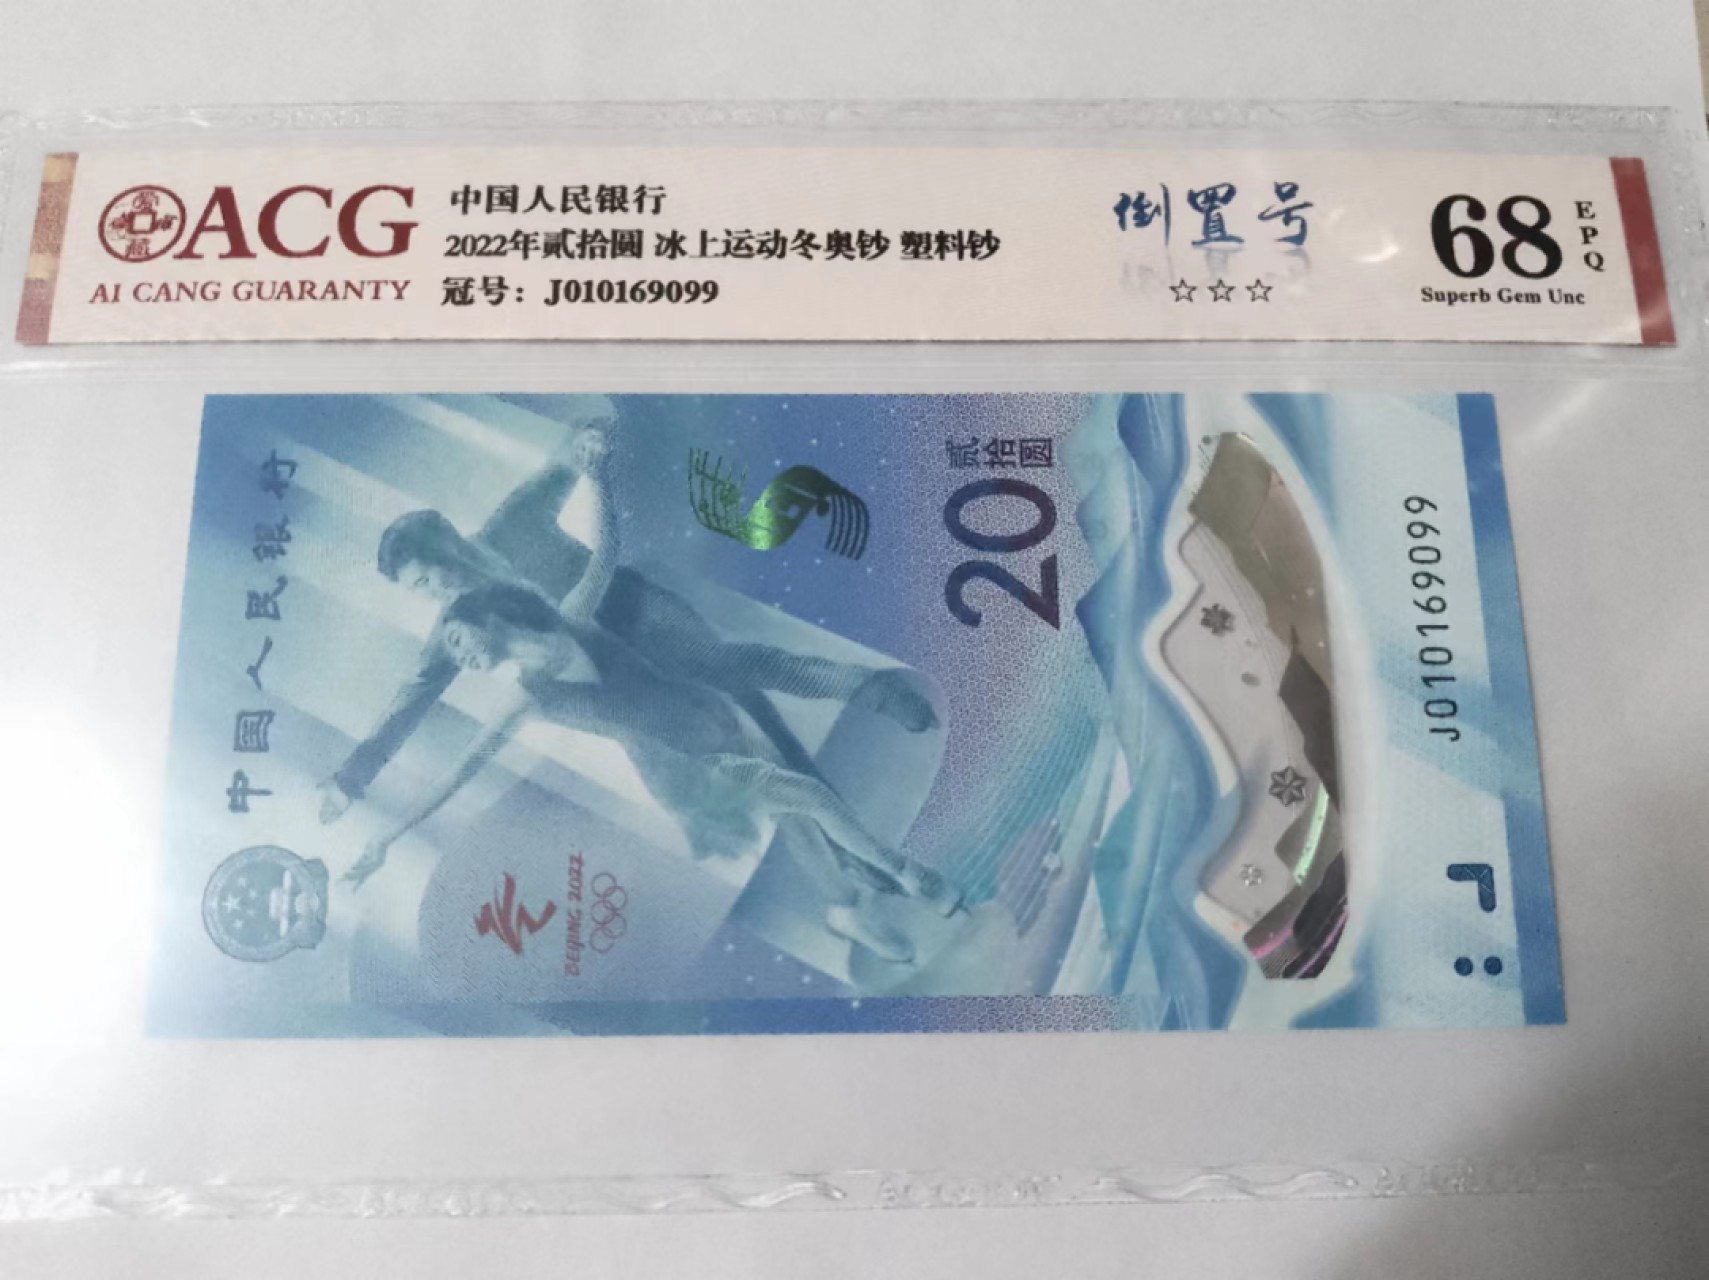 愛藏
ACG
AI CANG GUARANTY
中国人民银行
2022年贰拾圆 冰上运动冬奥钞 塑料钞
冠号：J010169099
倒置号
☆☆☆
68
EPQ
Superb Gem Unc
中国人民银行
BEIJING 2022
贰拾圆
20
J010169099